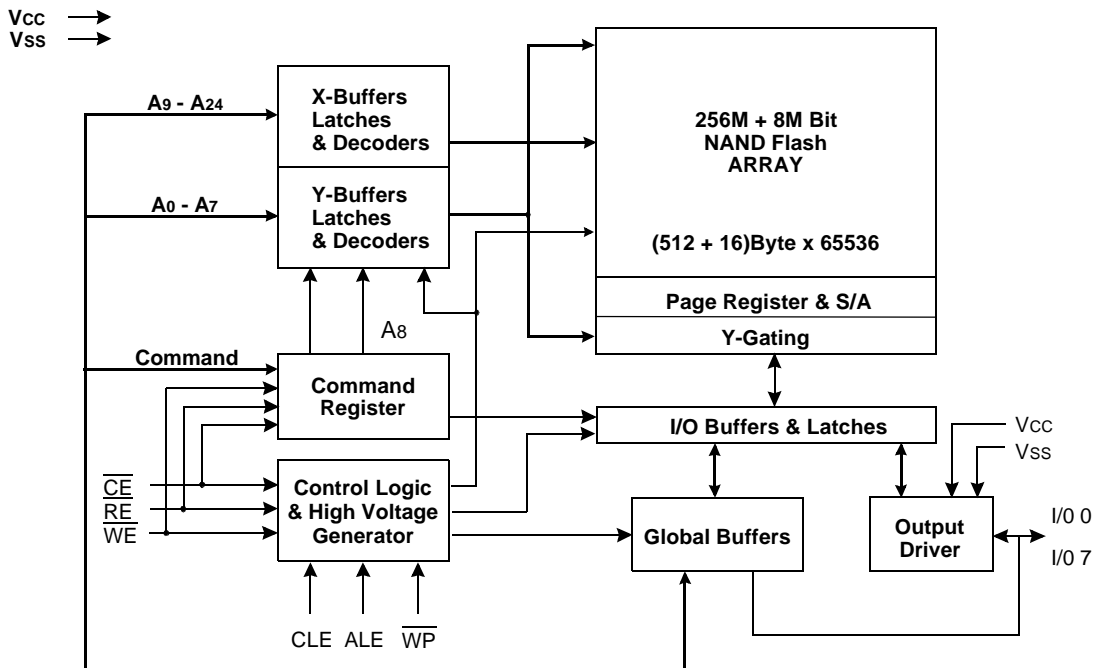 VCC
VSS
A9 - A24
X-Buffers
Latches
& Decoders
A0 - A7
Y-Buffers
Latches
& Decoders
256M + 8M Bit
NAND Flash
ARRAY
(512 + 16)Byte x 65536
Page Register & S/A
Y-Gating
A8
Command
Command
Register
I/O Buffers & Latches
VCC
VSS
CE
RE
WE
Control Logic
& High Voltage
Generator
Global Buffers
Output
Driver
I/0 0
I/0 7
CLE
ALE
WP